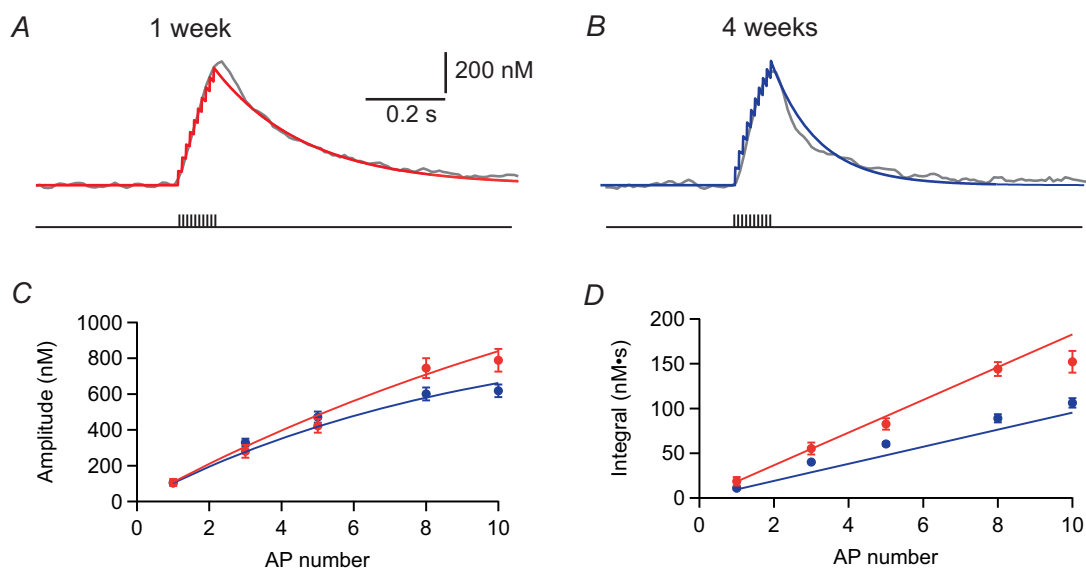 A 1 week
200 nM
0.2 s
B 4 weeks
C
Amplitude (nM)
1000
800
600
400
200
0
0 2 4 6 8 10
AP number
D
Integral (nM•s)
200
150
100
50
0
0 2 4 6 8 10
AP number